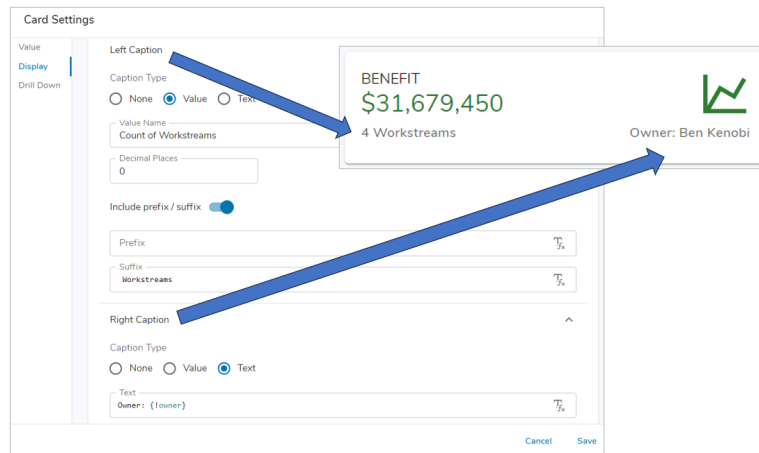 Card Settings
Value
Display
Drill Down
Left Caption
Caption Type
None Value Text
Value Name
Count of Workstreams
Decimal Places
0
Include prefix / suffix
Prefix
Suffix
Workstreams
Right Caption
Caption Type
None Value Text
Text
Owner: {!owner}
Cancel Save
BENEFIT
$31,679,450
4 Workstreams Owner: Ben Kenobi